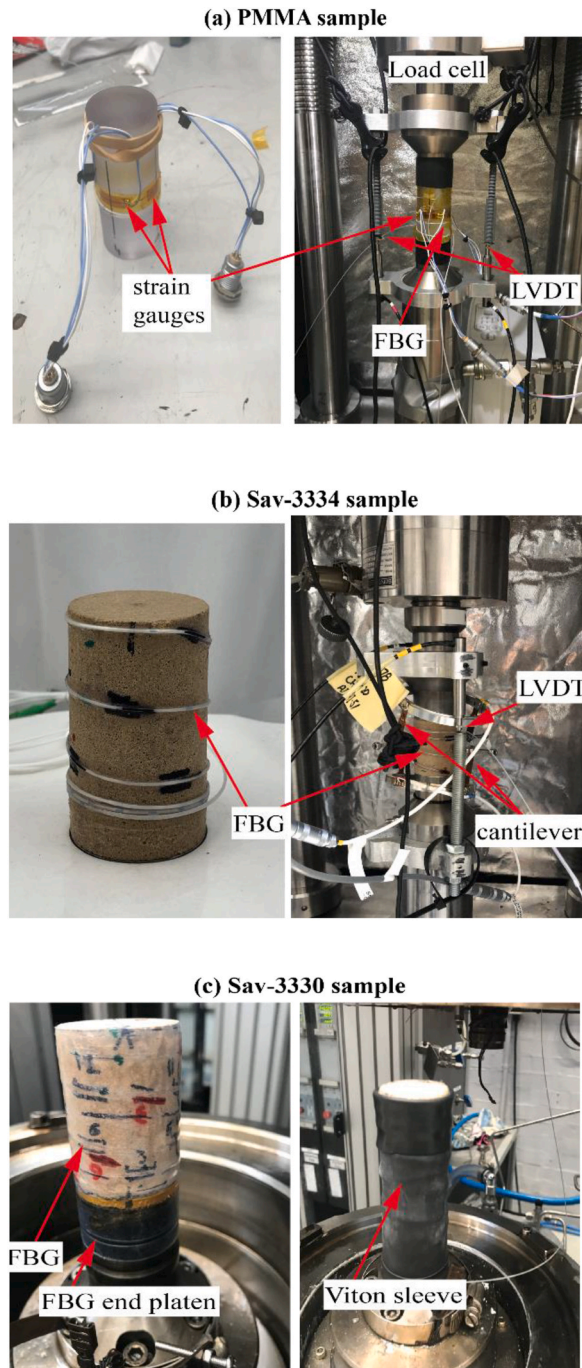 (a) PMMA sample
Load cell
strain
gauges
LVDT
FBG
(b) Sav-3334 sample
LVDT
FBG
cantilever
(c) Sav-3330 sample
FBG
FBG end platen
Viton sleeve